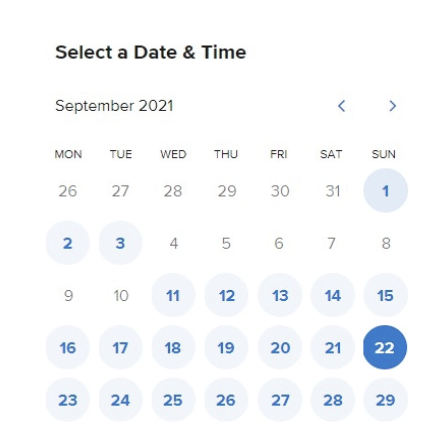 Select a Date & Time
September 2021
MON TUE WED THU FRI SAT SUN
26 27 28 29 30 31 1
2 3 4 5 6 7 8
9 10 11 12 13 14 15
16 17 18 19 20 21 22
23 24 25 26 27 28 29